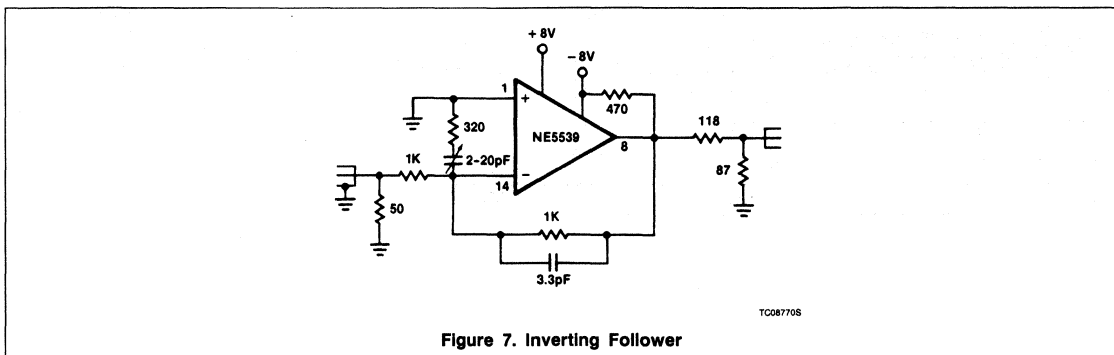 +8V
-8V
1
+
470
320
NE5539
118
8
2-20pF
1K
−
87
14
50
1K
3.3pF
TC08770S
Figure 7. Inverting Follower